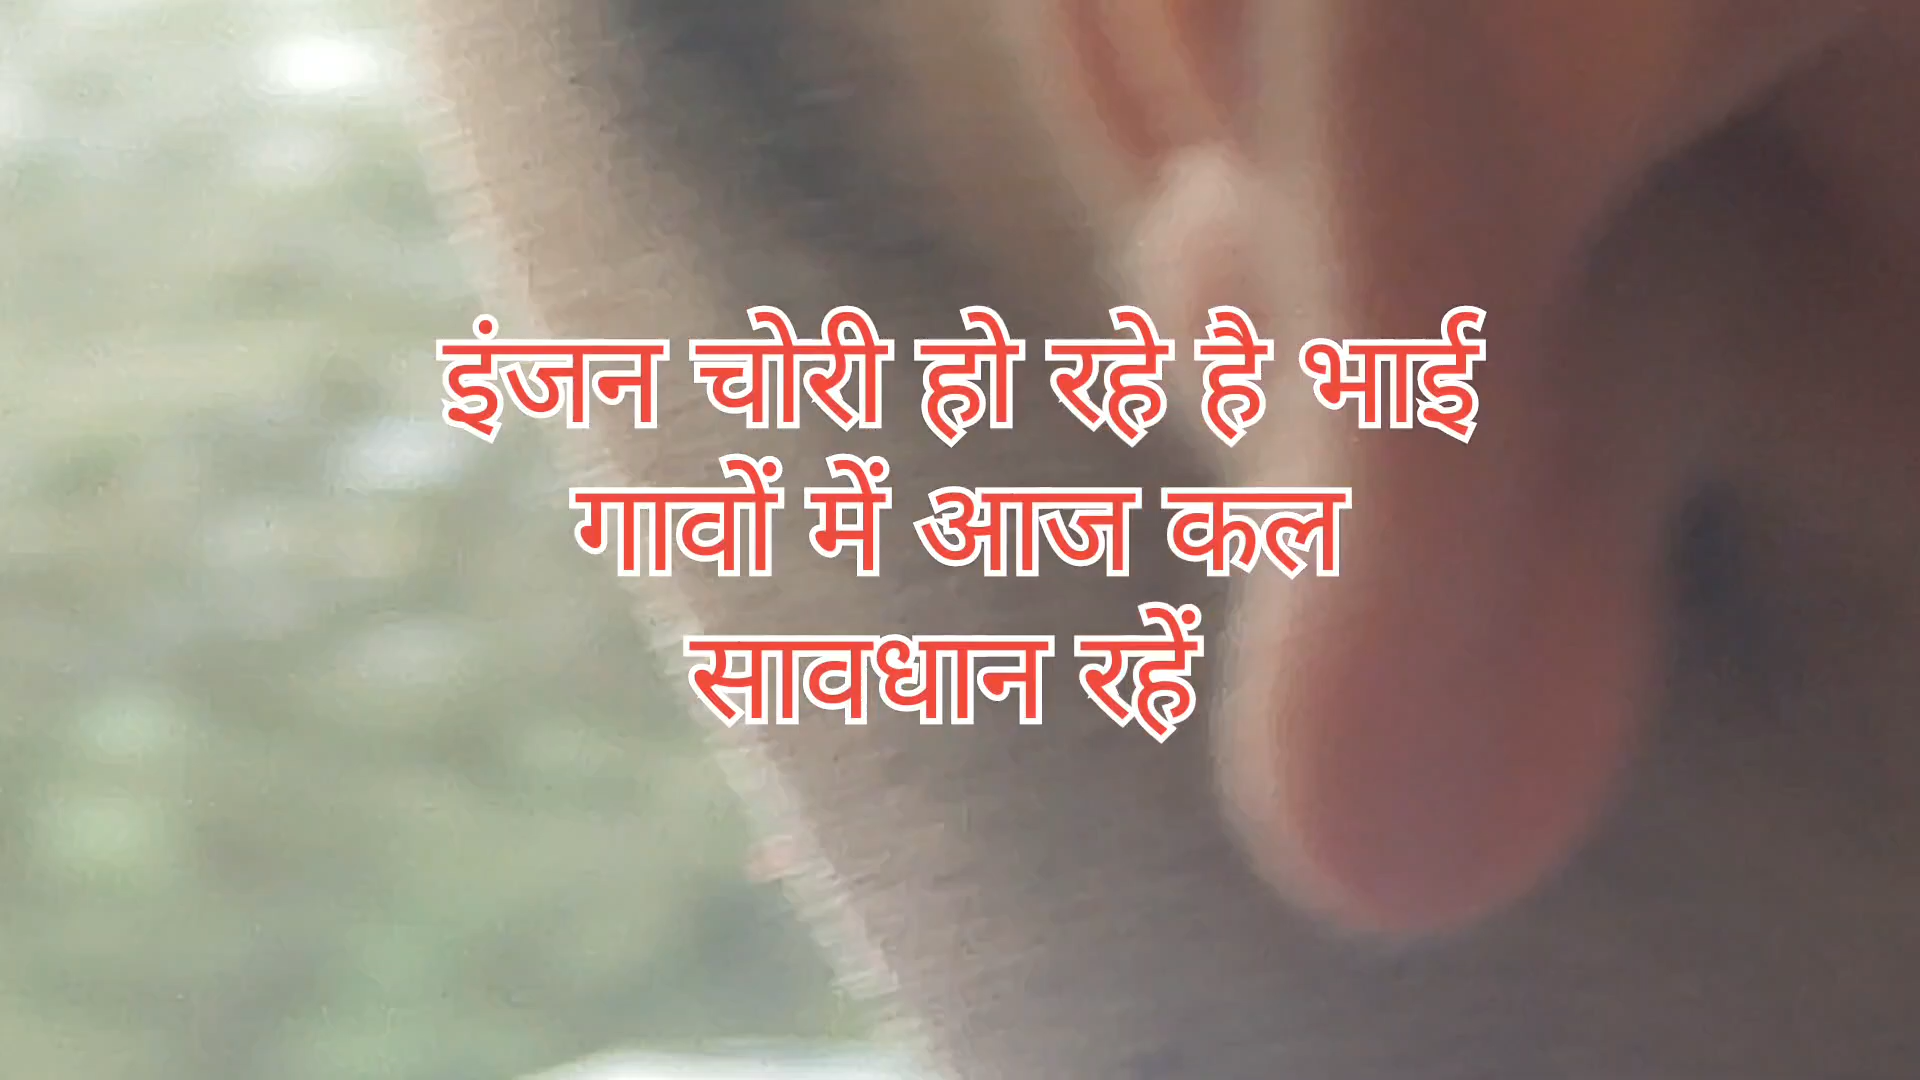 इंजन चोरी हो रहे है भाई
गावों में आज कल
सावधान रहें